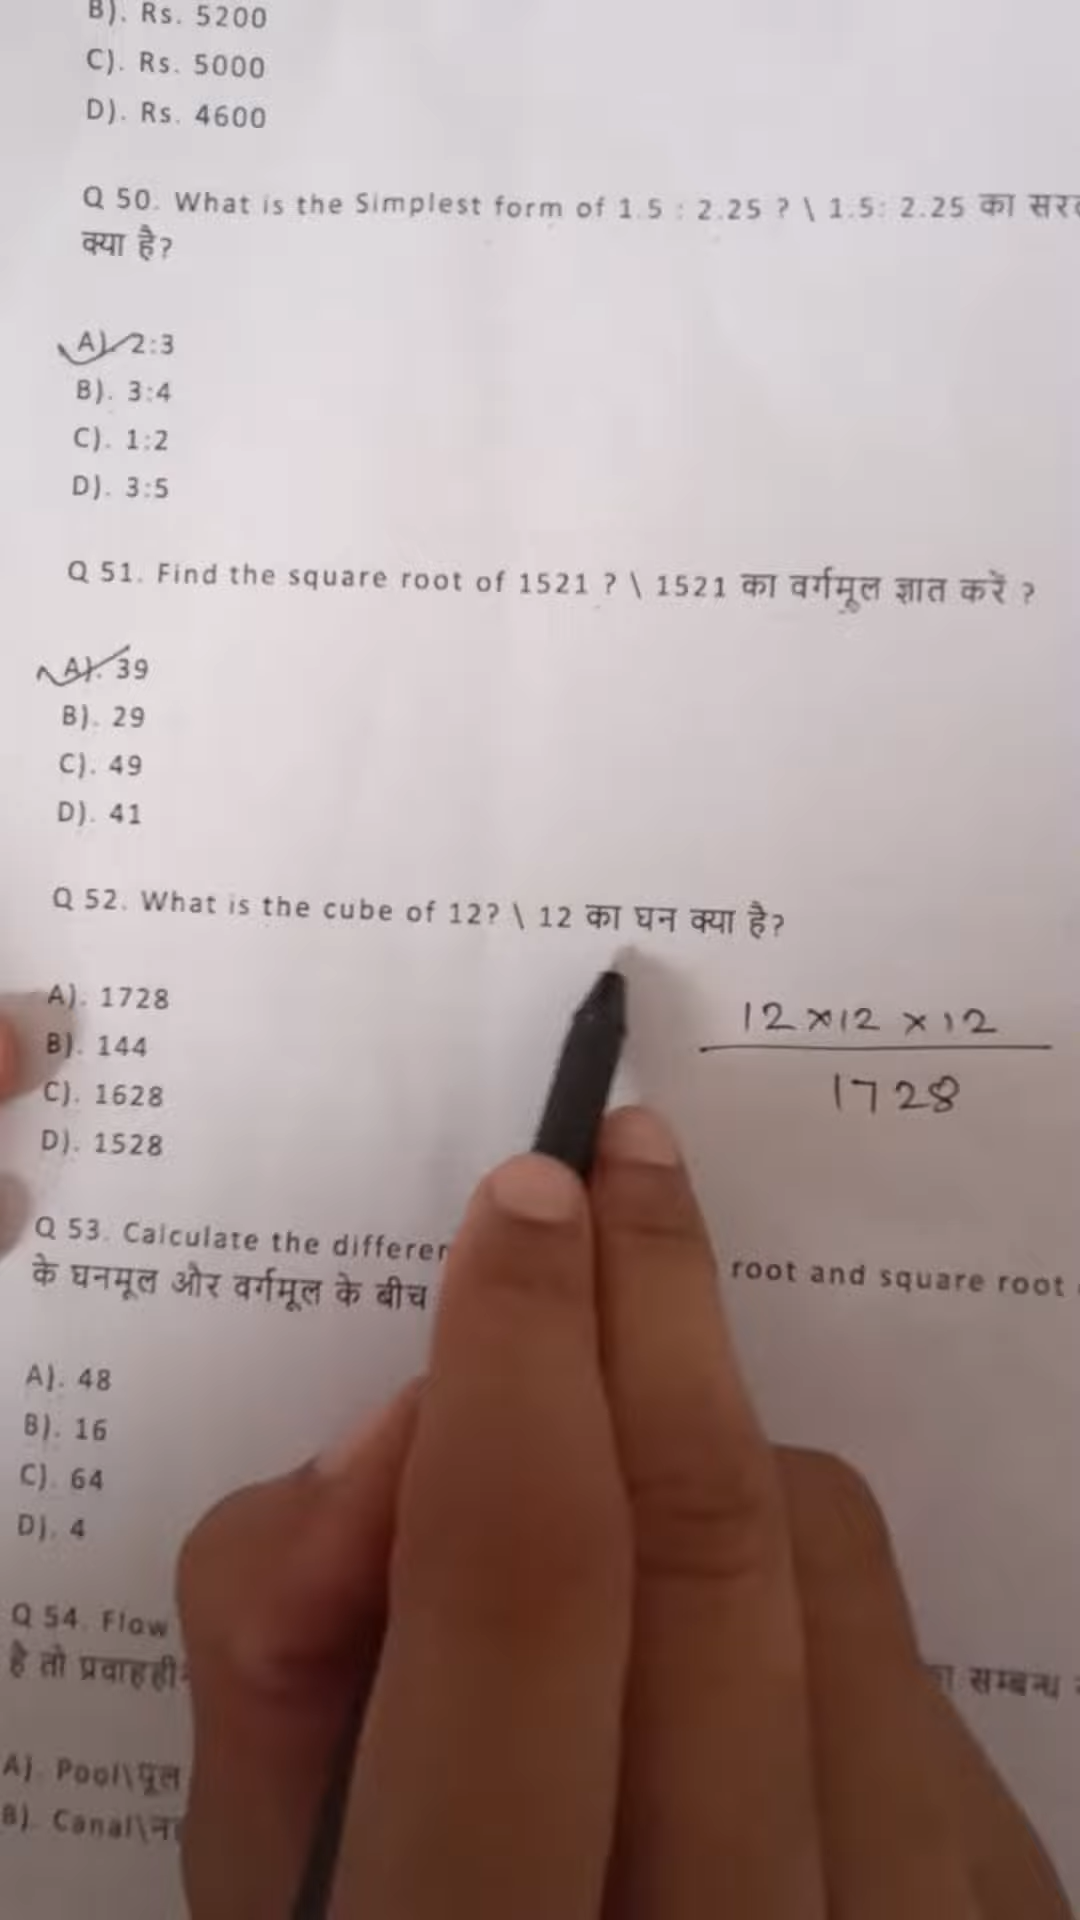 B). Rs. 5200
C). Rs. 5000
D). Rs. 4600
Q 50. What is the Simplest form of 1.5 : 2.25 ? \ 1.5: 2.25 का
क्या है?
A). 2:3
B). 3:4
C). 1:2
D). 3:5
Q 51. Find the square root of 1521 ? \ 1521 का वर्गमूल ज्ञात करें ?
A). 39
B). 29
C). 49
D). 41
Q 52. What is the cube of 12? \ 12 का घन क्या है?
A). 1728
B). 144
C). 1628
D). 1528
12 × 12 × 12
1728
Q 53. Calculate the root and square root
के घनमूल और वर्गमूल के बीच
A). 48
B). 16
C). 64
D). 4
Q 54. Flow
है तो सम्बन्ध
A). Pool\पूल
B). Canal\